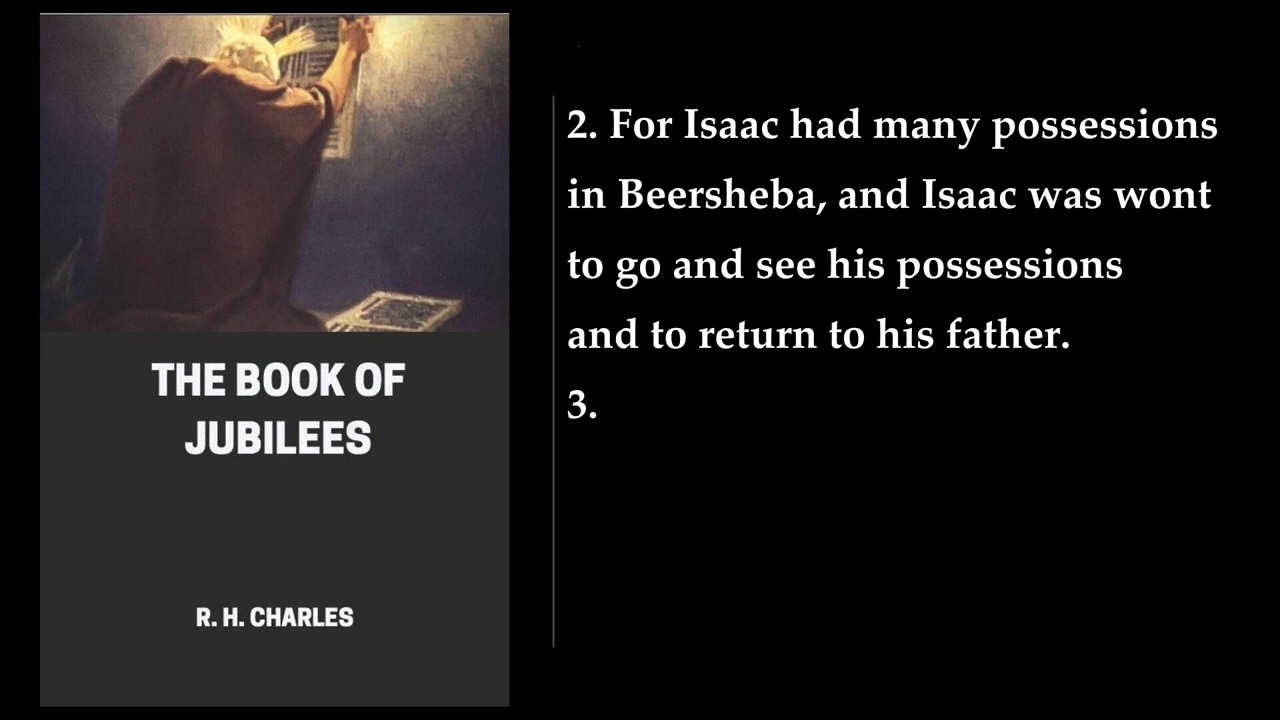 THE BOOK OF
JUBILEES
R. H. CHARLES
2. For Isaac had many possessions
in Beersheba, and Isaac was wont
to go and see his possessions
and to return to his father.
3.